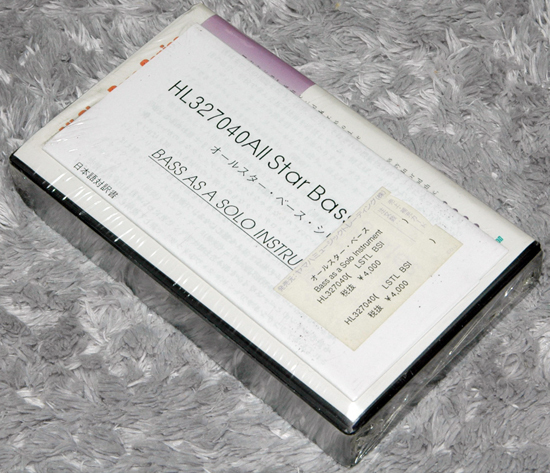 HL327040All Star Bas
オールスター・ベース・シ
BASS AS A SOLO INSTRU
日本語対訳書
オールスター・ベース
Bass as a Solo Instrument
HL327040( LSTL BSI
税抜 ¥4,000
HL327040( LSTL BSI
税抜 ¥4,000